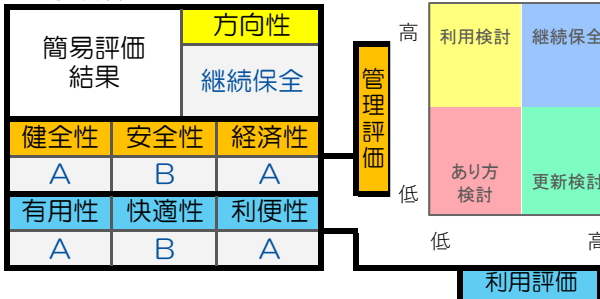 簡易評価
結果
方向性
継続保全
健全性 安全性 経済性
A B A
有用性 快適性 利便性
A B A
管理評価
高
低
利用検討 継続保全
あり方
検討
更新検討
低 高
利用評価